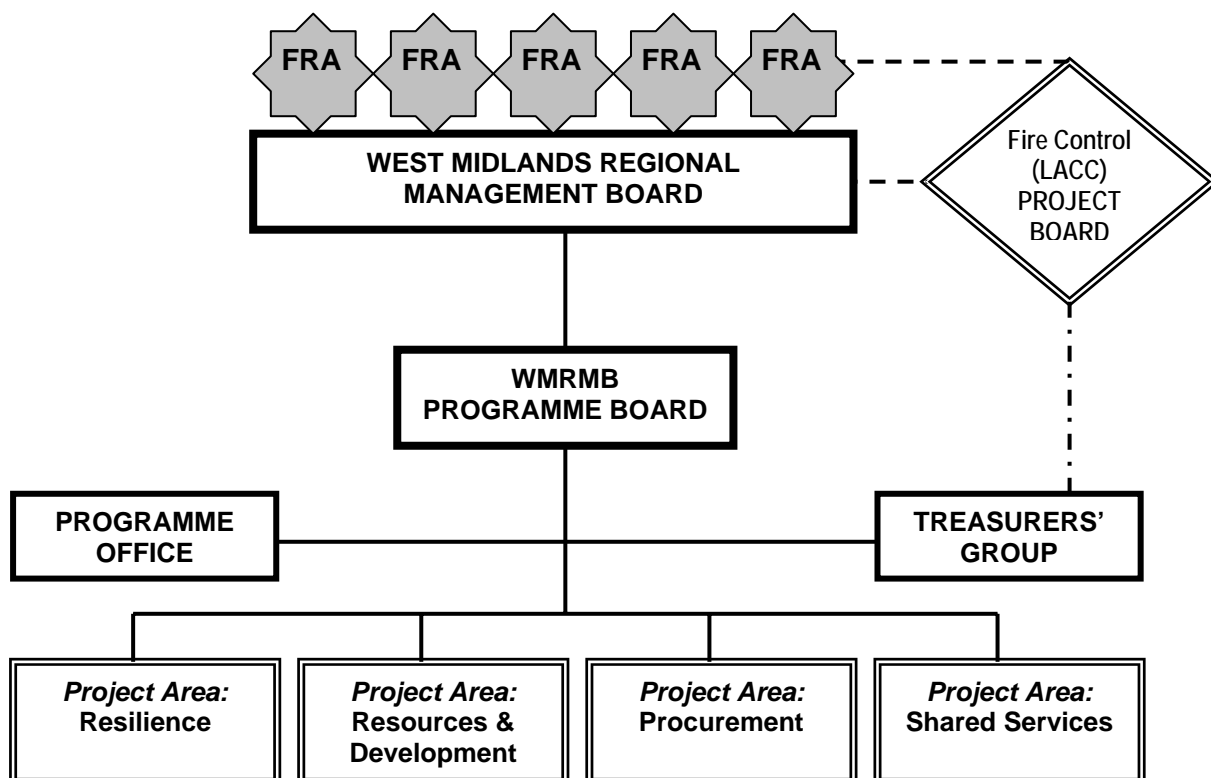 FRA FRA FRA FRA FRA
WEST MIDLANDS REGIONAL
MANAGEMENT BOARD
Fire Control
(LACC)
PROJECT
BOARD
WMRMB
PROGRAMME BOARD
PROGRAMME
OFFICE
TREASURERS’
GROUP
Project Area:
Resilience
Project Area:
Resources &
Development
Project Area:
Procurement
Project Area:
Shared Services